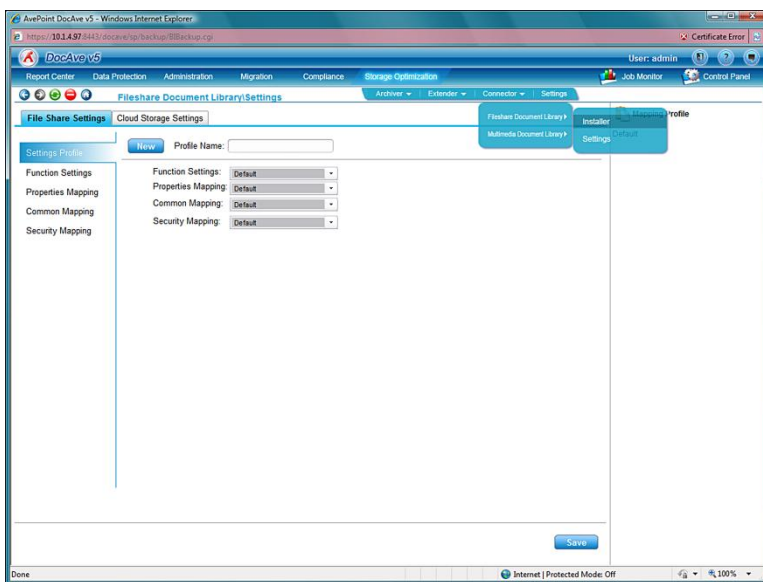 AvePoint DocAve v5 - Windows Internet Explorer
https://10.1.4.97:8443/docave/sp/backup/BIBackup.cgi
Certificate Error
DocAve v5
User: admin
Report Center
Data Protection
Administration
Migration
Compliance
Storage Optimization
Job Monitor
Control Panel
Fileshare Document Library\Settings
Archiver
Extender
Connector
Settings
File Share Settings
Cloud Storage Settings
Fileshare Document Library
Multimedia Document Library
Installer
Settings
Mapping Profile
Default
Settings Profile
Function Settings
Properties Mapping
Common Mapping
Security Mapping
New
Profile Name:
Function Settings: Default
Properties Mapping: Default
Common Mapping: Default
Security Mapping: Default
Save
Done
Internet | Protected Mode: Off
100%